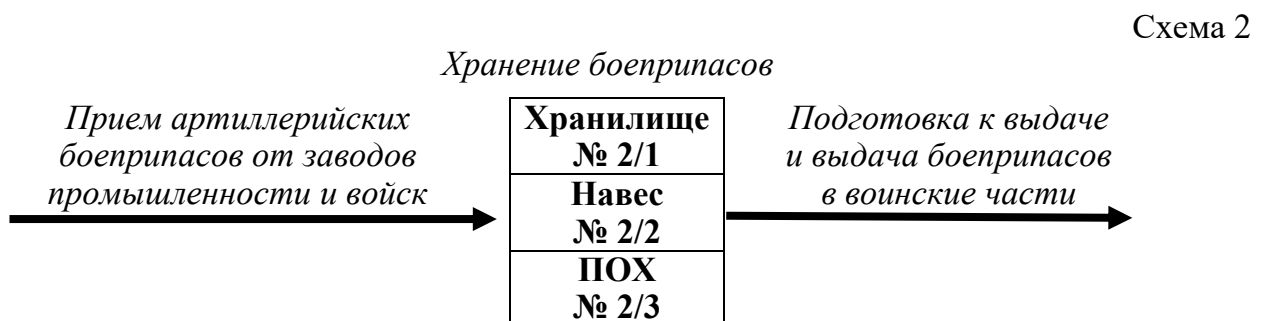 Схема 2
Хранение боеприпасов
Прием артиллерийских
боеприпасов от заводов
промышленности и войск
Хранилище
№ 2/1
Навес
№ 2/2
ПОХ
№ 2/3
Подготовка к выдаче
и выдача боеприпасов
в воинские части